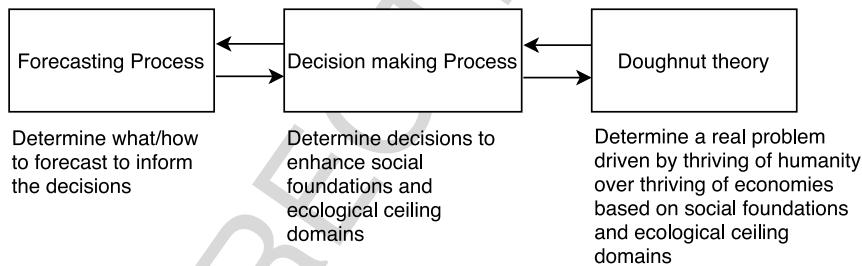 Forecasting Process
Decision making Process
Doughnut theory
Determine what/how
to forecast to inform
the decisions
Determine decisions to
enhance social
foundations and
ecological ceiling
domains
Determine a real problem
driven by thriving of humanity
over thriving of economies
based on social foundations
and ecological ceiling
domains